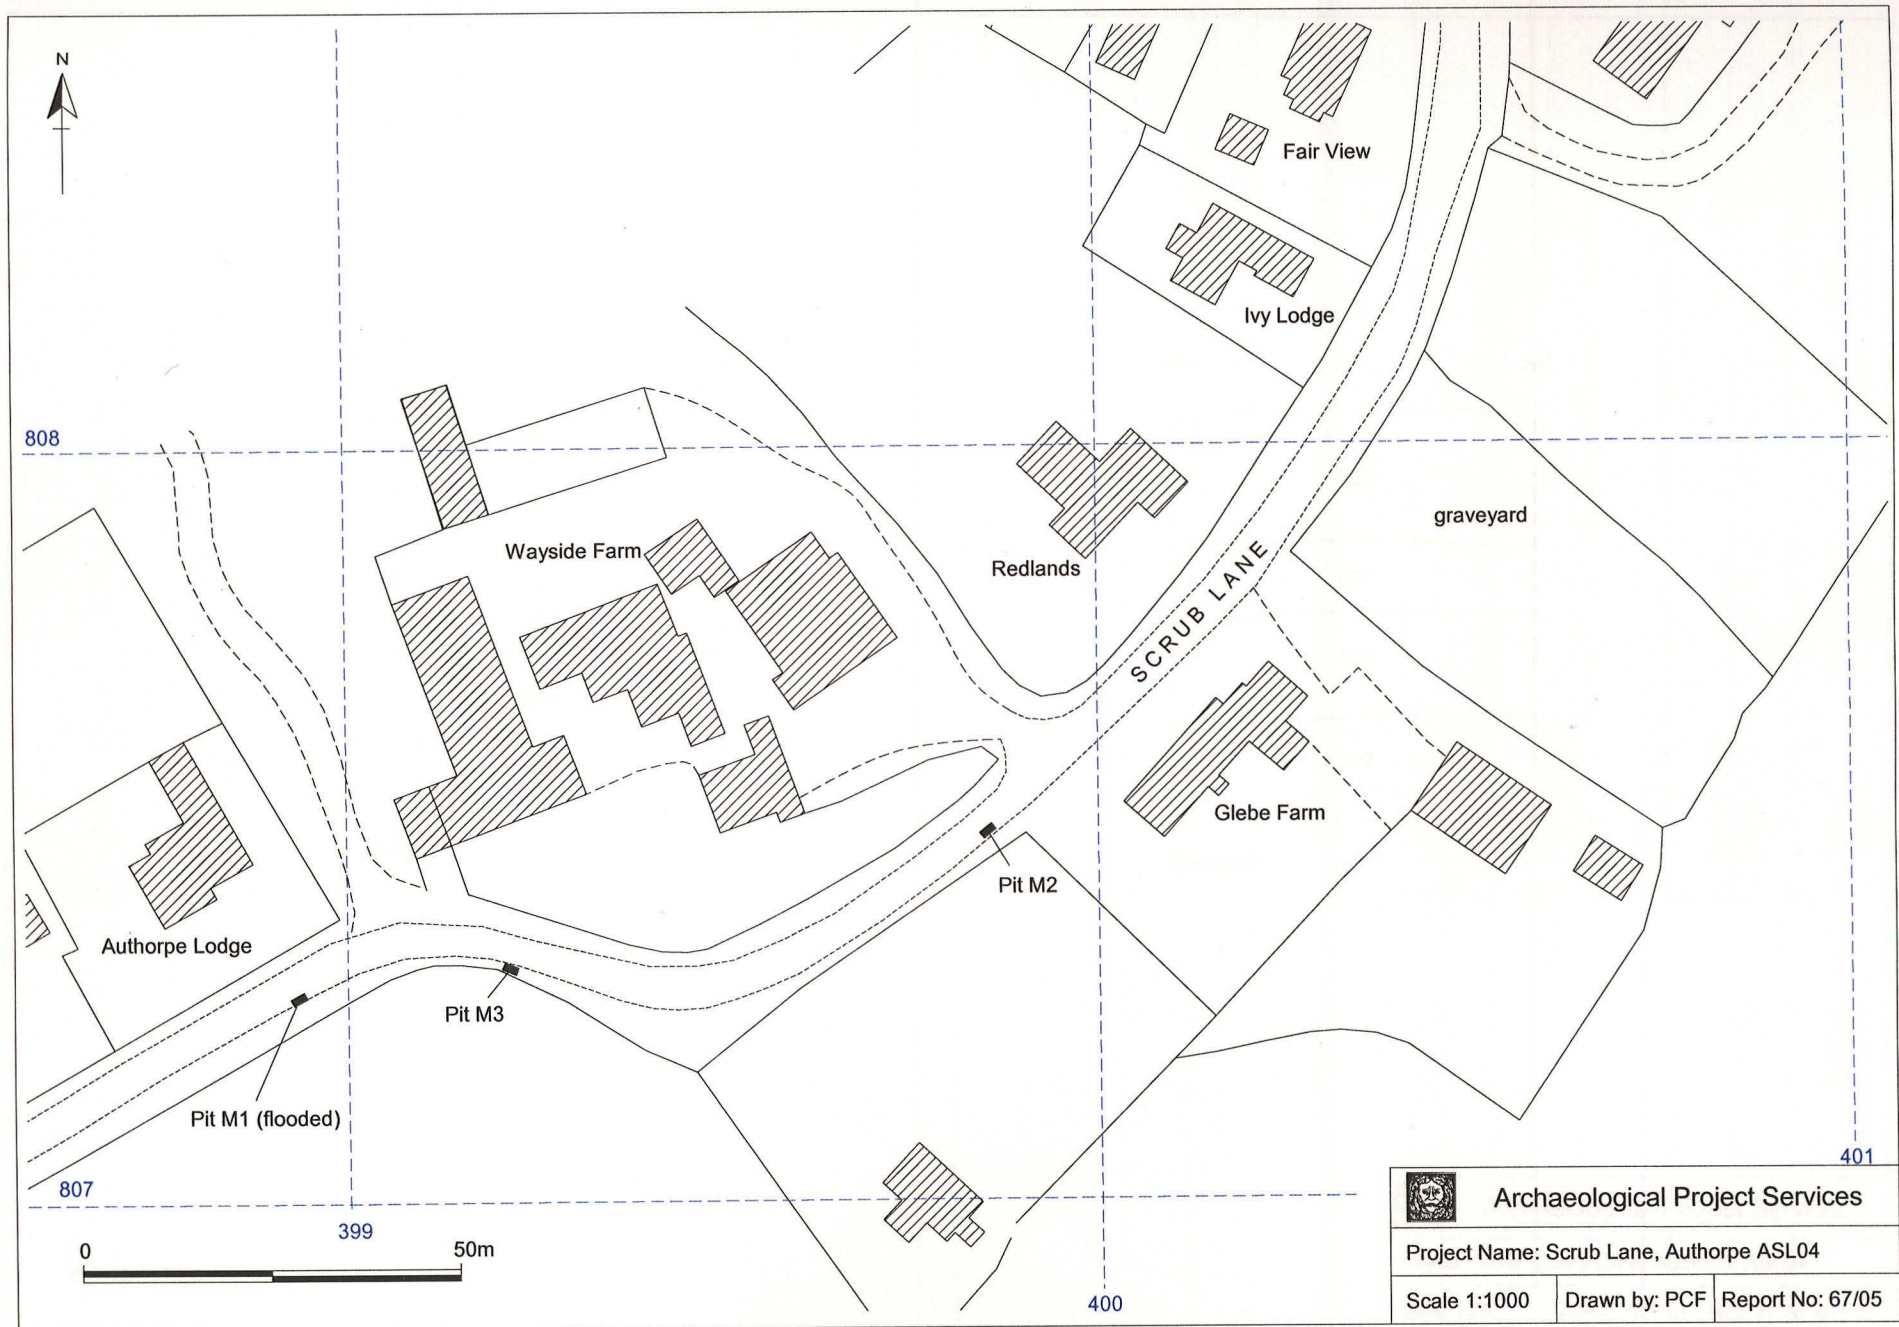 N
Fair View
Ivy Lodge
808
graveyard
Wayside Farm
Redlands
SCRUB LANE
Glebe Farm
Pit M2
Authorpe Lodge
Pit M3
Pit M1 (flooded)
401
807
399
0 50m
400
Archaeological Project Services
Project Name: Scrub Lane, Authorpe ASL04
Scale 1:1000 Drawn by: PCF Report No: 67/05